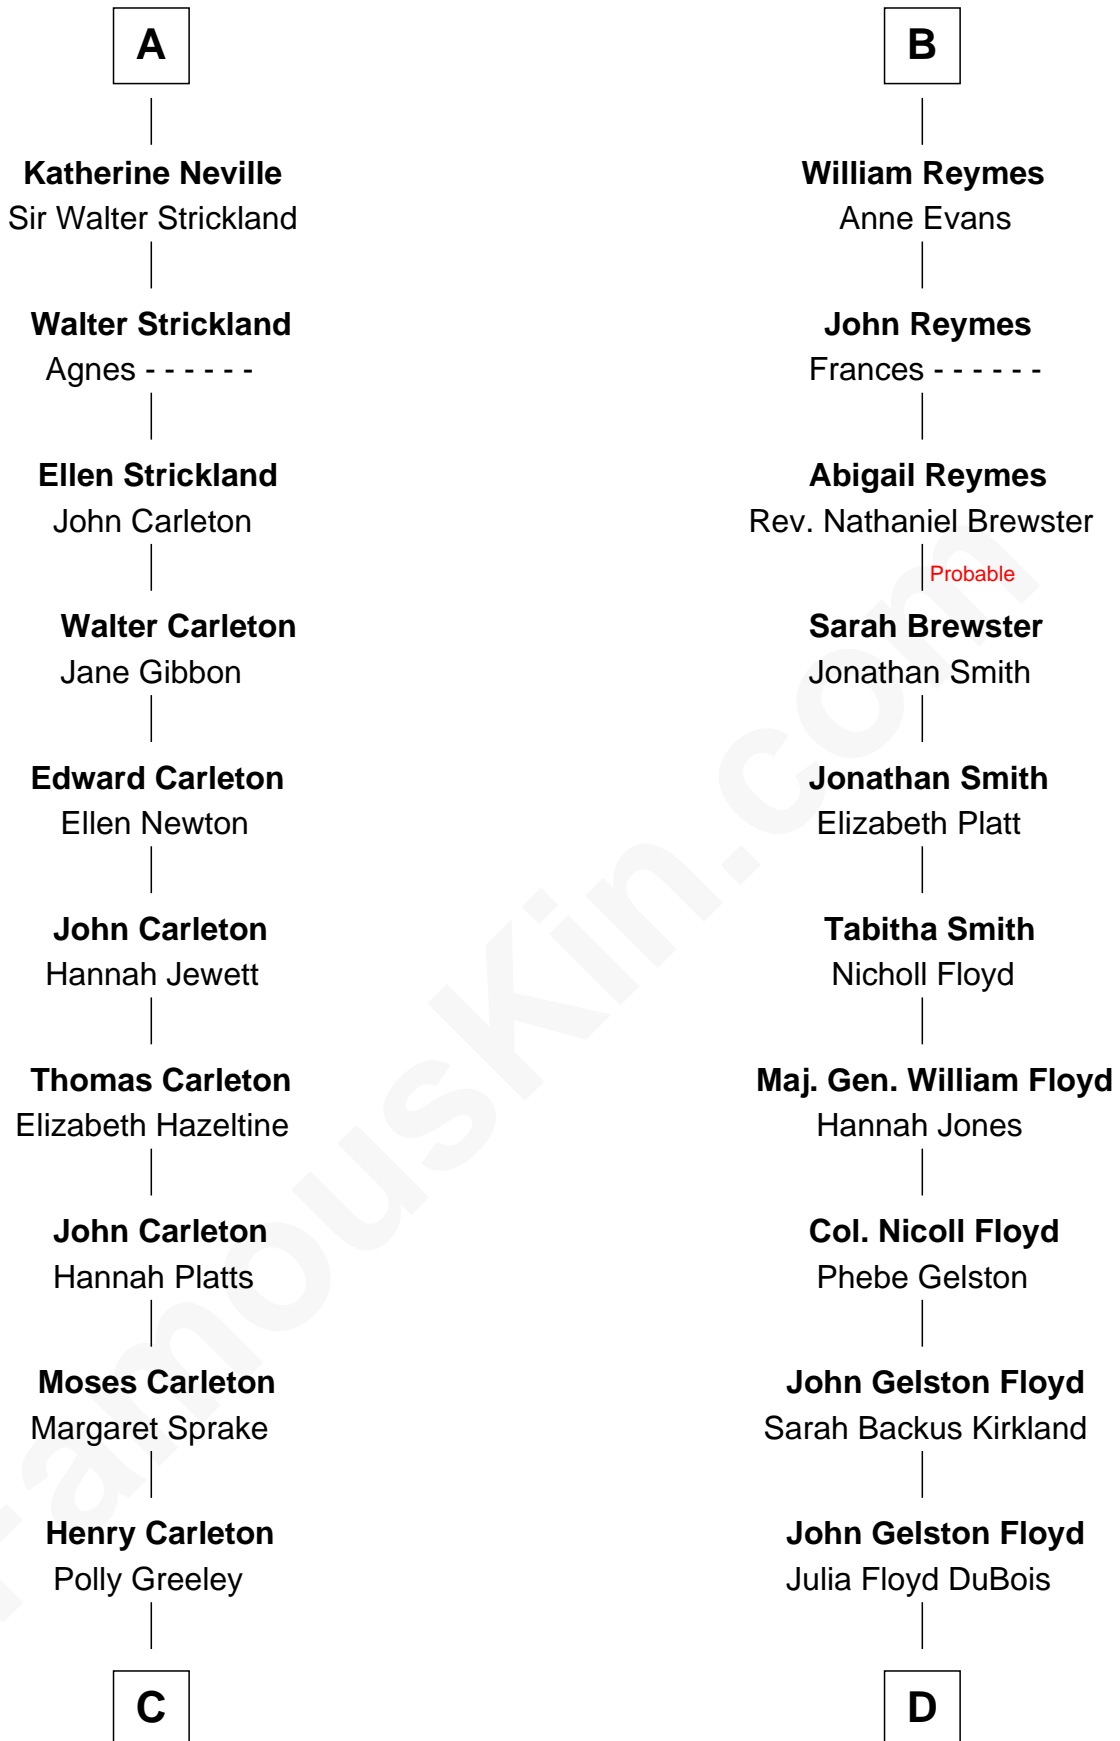 A
Katherine Neville
Sir Walter Strickland
Walter Strickland
Agnes - - - - - -
Ellen Strickland
John Carleton
Walter Carleton
Jane Gibbon
Edward Carleton
Ellen Newton
John Carleton
Hannah Jewett
Thomas Carleton
Elizabeth Hazeltine
John Carleton
Hannah Platts
Moses Carleton
Margaret Sprake
Henry Carleton
Polly Greeley
C
B
William Reymes
Anne Evans
John Reymes
Frances - - - - - -
Abigail Reymes
Rev. Nathaniel Brewster
Probable
Sarah Brewster
Jonathan Smith
Jonathan Smith
Elizabeth Platt
Tabitha Smith
Nicholl Floyd
Maj. Gen. William Floyd
Hannah Jones
Col. Nicoll Floyd
Phebe Gelston
John Gelston Floyd
Sarah Backus Kirkland
John Gelston Floyd
Julia Floyd DuBois
D
FamousKin.com